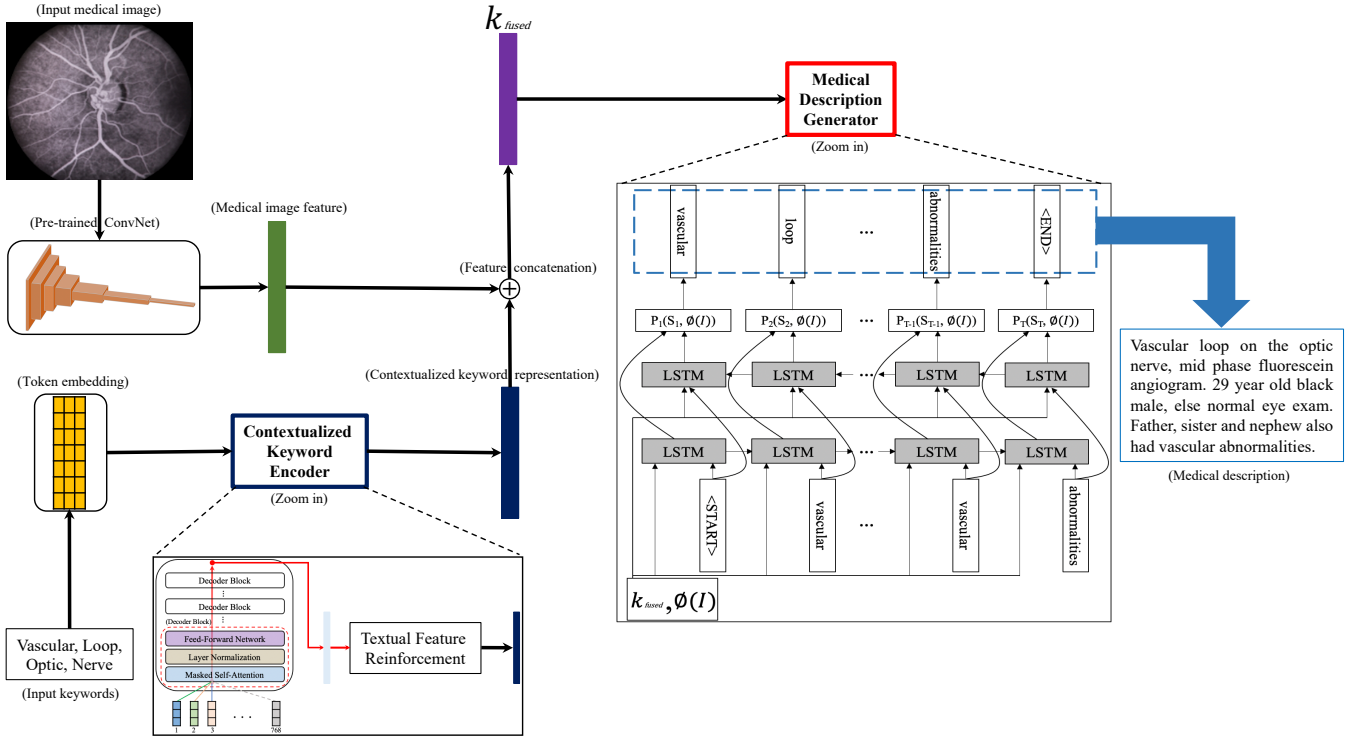 (Input medical image)
k fused
Medical
Description
Generator
(Zoom in)
(Pre-trained ConvNet)
(Medical image feature)
(Feature concatenation)
vascular
loop
...
abnormalities
<END>
P1(S1, ∅(I))
P2(S2, ∅(I))
...
PT-1(ST-1, ∅(I))
PT(ST, ∅(I))
LSTM
LSTM
...
LSTM
LSTM
LSTM
LSTM
...
LSTM
LSTM
<START>
vascular
...
vascular
abnormalities
...
k fused, ∅(I)
Vascular loop on the optic
nerve, mid phase fluorescein
angiogram. 29 year old black
male, else normal eye exam.
Father, sister and nephew also
had vascular abnormalities.
(Medical description)
(Token embedding)
(Contextualized keyword representation)
Contextualized
Keyword
Encoder
(Zoom in)
Vascular, Loop,
Optic, Nerve
(Input keywords)
Decoder Block
Decoder Block
(Decoder Block)
Feed-Forward Network
Layer Normalization
Masked Self-Attention
1 2 3 . . . 768
Textual Feature
Reinforcement